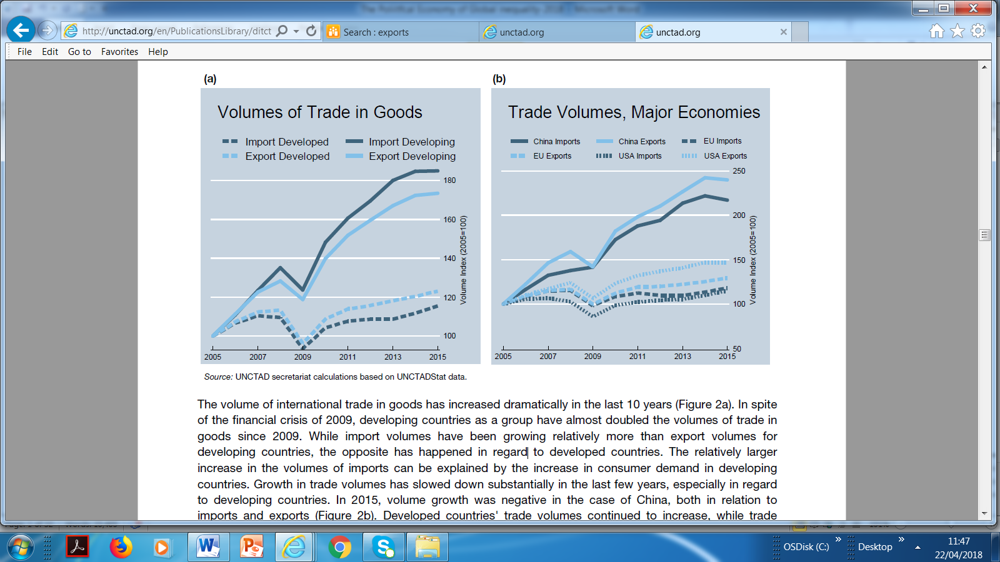 The Political Economy of Global Inequality 2018 - Microsoft Word
http://unctad.org/en/PublicationsLibrary/ditct
Search : exports
unctad.org
unctad.org
File Edit Go to Favorites Help
(a)
Volumes of Trade in Goods
Import Developed Import Developing
Export Developed Export Developing
180
160
140
120
100
Volume Index (2005=100)
2005 2007 2009 2011 2013 2015
(b)
Trade Volumes, Major Economies
China Imports China Exports EU Imports
EU Exports USA Imports USA Exports
250
200
150
100
50
Volume Index (2005=100)
2005 2007 2009 2011 2013 2015
Source: UNCTAD secretariat calculations based on UNCTADStat data.
The volume of international trade in goods has increased dramatically in the last 10 years (Figure 2a). In spite
of the financial crisis of 2009, developing countries as a group have almost doubled the volumes of trade in
goods since 2009. While import volumes have been growing relatively more than export volumes for
developing countries, the opposite has happened in regard to developed countries. The relatively larger
increase in the volumes of imports can be explained by the increase in consumer demand in developing
countries. Growth in trade volumes has slowed down substantially in the last few years, especially in regard
to developing countries. In 2015, volume growth was negative in the case of China, both in relation to
imports and exports (Figure 2b). Developed countries' trade volumes continued to increase, while trade
OSDisk (C:)
Desktop
11:47
22/04/2018